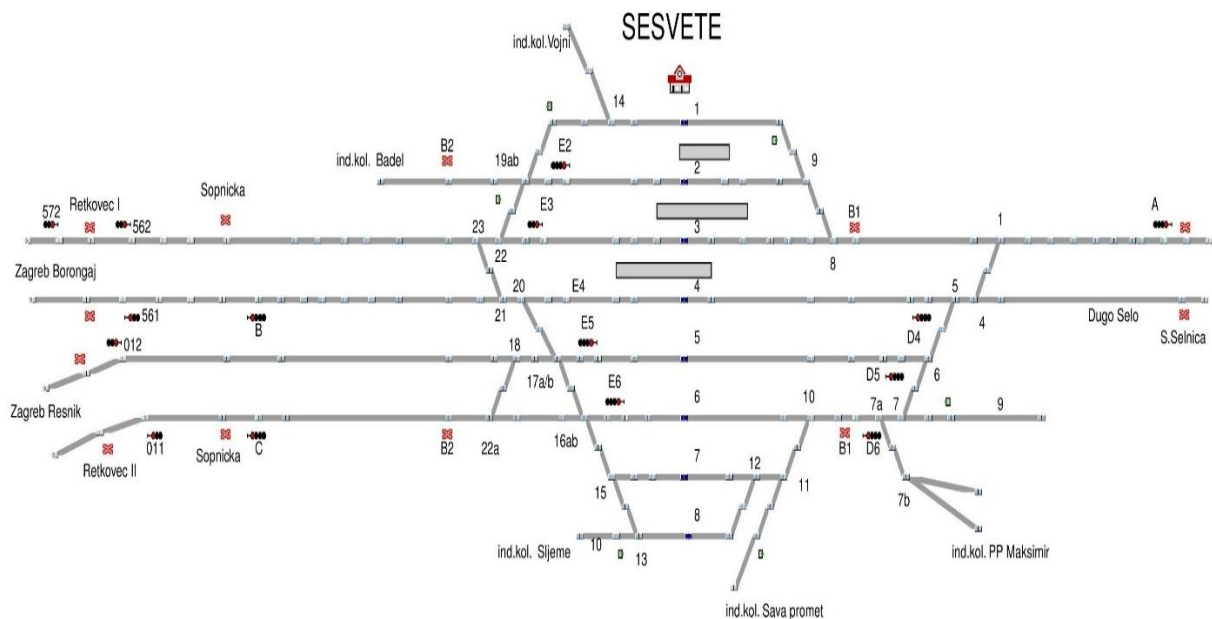 SESVETE
ind.kol.Vojni
14
1
B2
19ab
E2
9
ind.kol. Badel
2
Sopnicka
572
Retkovec I
562
E3
23
3
B1
A
1
22
8
Zagreb Borongaj
20
E4
4
5
21
4
Dugo Selo
561
B
E5
D4
S.Selnica
012
18
5
17a/b
D5
6
E6
10
7a
7
9
Zagreb Resnik
6
011
Sopnicka
C
B2
22a
16ab
B1
D6
Retkovec II
7
12
15
11
7b
8
ind.kol. Sljeme
10
13
ind.kol. PP Maksimir
ind.kol. Sava promet